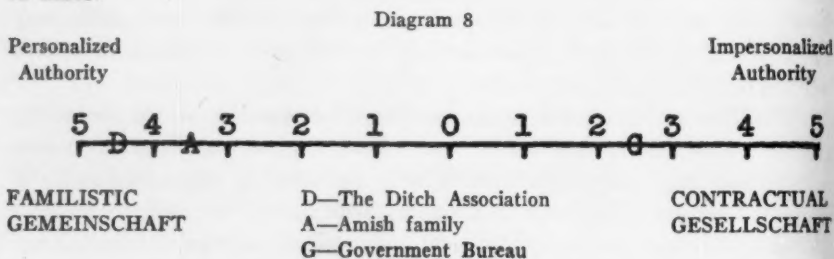 Diagram 8
Personalized Impersonalized
Authority Authority
5 D 4 A 3 2 1 0 1 2 G 3 4 5
FAMILISTIC D—The Ditch Association CONTRACTUAL
GEMEINSCHAFT A—Amish family GESELLSCHAFT
G—Government Bureau